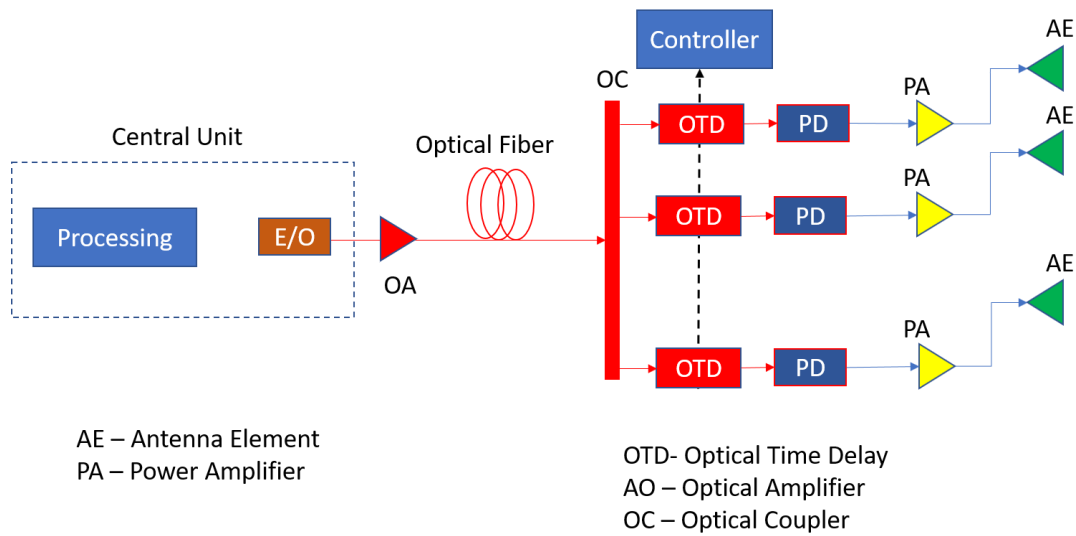 Controller
AE
OC
PA
OTD
PD
AE
Central Unit
Optical Fiber
PA
Processing
E/O
OTD
PD
OA
AE
PA
OTD
PD
AE – Antenna Element
PA – Power Amplifier
OTD- Optical Time Delay
AO – Optical Amplifier
OC – Optical Coupler